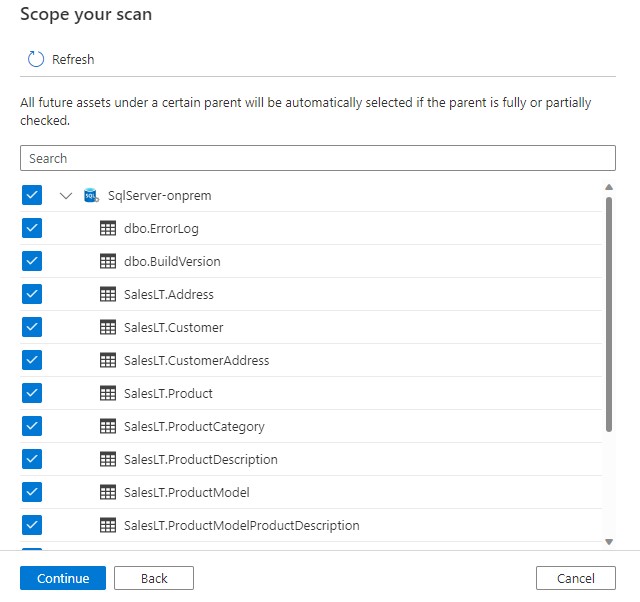 Scope your scan
Refresh
All future assets under a certain parent will be automatically selected if the parent is fully or partially
checked.
Search
SqlServer-onprem
dbo.ErrorLog
dbo.BuildVersion
SalesLT.Address
SalesLT.Customer
SalesLT.CustomerAddress
SalesLT.Product
SalesLT.ProductCategory
SalesLT.ProductDescription
SalesLT.ProductModel
SalesLT.ProductModelProductDescription
Continue
Back
Cancel